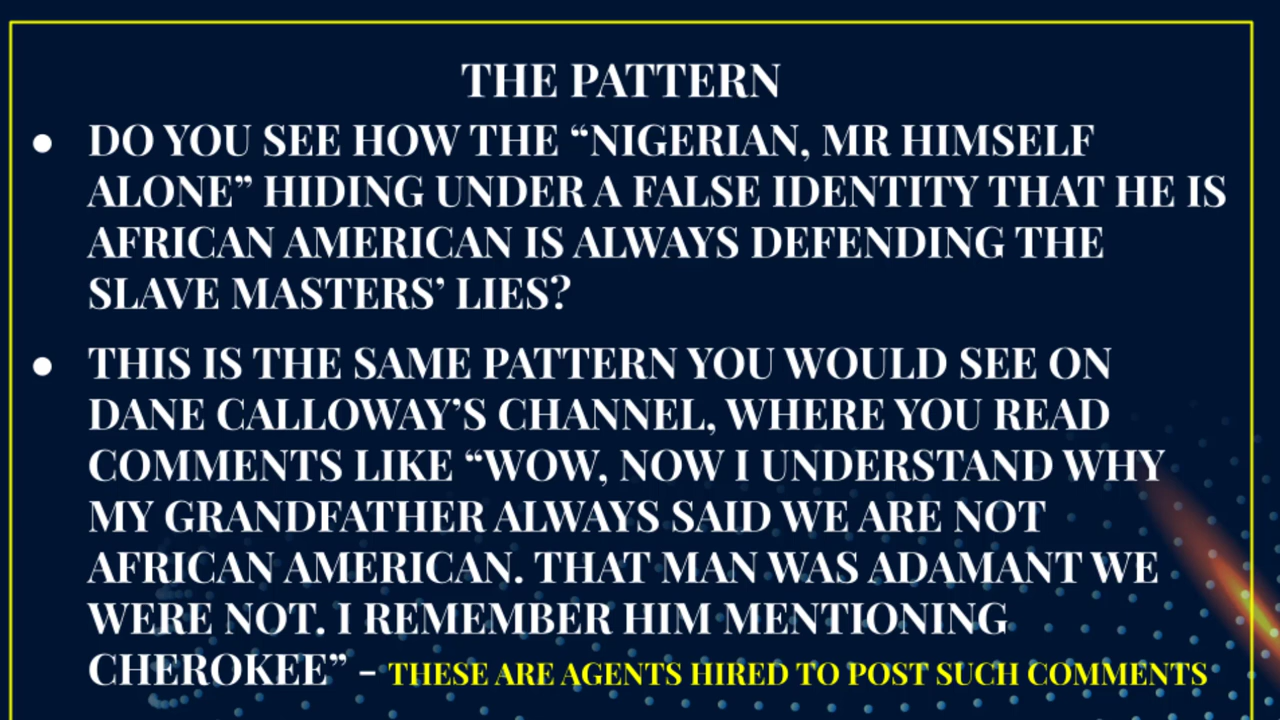 THE PATTERN
● DO YOU SEE HOW THE “NIGERIAN, MR HIMSELF
ALONE” HIDING UNDER A FALSE IDENTITY THAT HE IS
AFRICAN AMERICAN IS ALWAYS DEFENDING THE
SLAVE MASTERS’ LIES?
● THIS IS THE SAME PATTERN YOU WOULD SEE ON
DANE CALLOWAY’S CHANNEL, WHERE YOU READ
COMMENTS LIKE “WOW, NOW I UNDERSTAND WHY
MY GRANDFATHER ALWAYS SAID WE ARE NOT
AFRICAN AMERICAN. THAT MAN WAS ADAMANT WE
WERE NOT. I REMEMBER HIM MENTIONING
CHEROKEE” – THESE ARE AGENTS HIRED TO POST SUCH COMMENTS